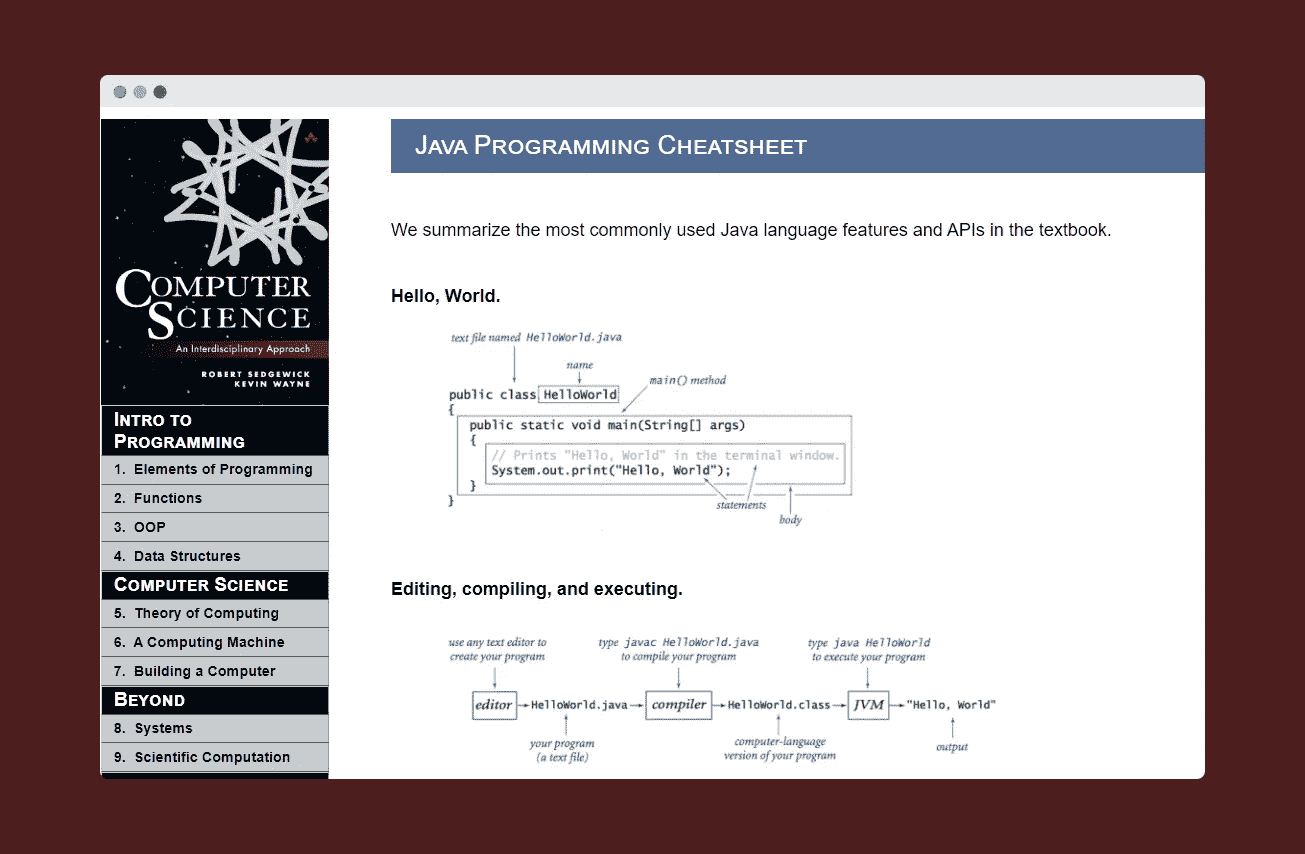 COMPUTER
SCIENCE
An Interdisciplinary Approach
ROBERT SEDGEWICK
KEVIN WAYNE
INTRO TO
PROGRAMMING
1. Elements of Programming
2. Functions
3. OOP
4. Data Structures
COMPUTER SCIENCE
5. Theory of Computing
6. A Computing Machine
7. Building a Computer
BEYOND
8. Systems
9. Scientific Computation
JAVA PROGRAMMING CHEATSHEET
We summarize the most commonly used Java language features and APIs in the textbook.
Hello, World.
text file named HelloWorld.java
name
main() method
public class HelloWorld
{
public static void main(String[] args)
{
// Prints "Hello, World" in the terminal window.
System.out.print("Hello, World");
}
}
statements
body
Editing, compiling, and executing.
use any text editor to
create your program
type javac HelloWorld.java
to compile your program
type java HelloWorld
to execute your program
editor HelloWorld.java compiler HelloWorld.class JVM "Hello, World"
your program
(a text file)
computer-language
version of your program
output